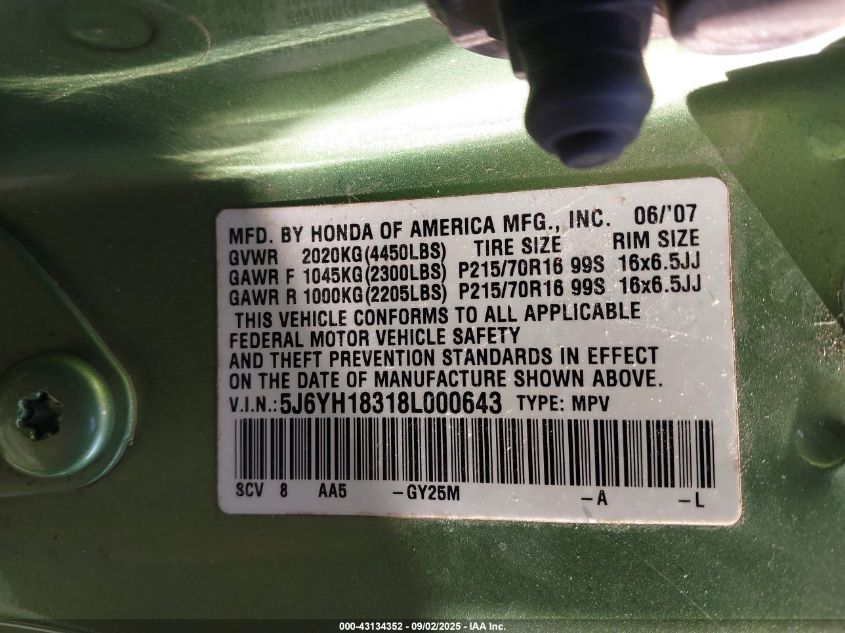 MFD. BY HONDA OF AMERICA MFG., INC. 06/'07
GVWR 2020KG(4450LBS) TIRE SIZE RIM SIZE
GAWR F 1045KG(2300LBS) P215/70R16 99S 16x6.5JJ
GAWR R 1000KG(2205LBS) P215/70R16 99S 16x6.5JJ
THIS VEHICLE CONFORMS TO ALL APPLICABLE
FEDERAL MOTOR VEHICLE SAFETY
AND THEFT PREVENTION STANDARDS IN EFFECT
ON THE DATE OF MANUFACTURE SHOWN ABOVE.
V.I.N.: 5J6YH18318L000643 TYPE: MPV
SCV 8 AA5 -GY25M -A -L
000-43134352 - 09/02/2025 - IAA Inc.